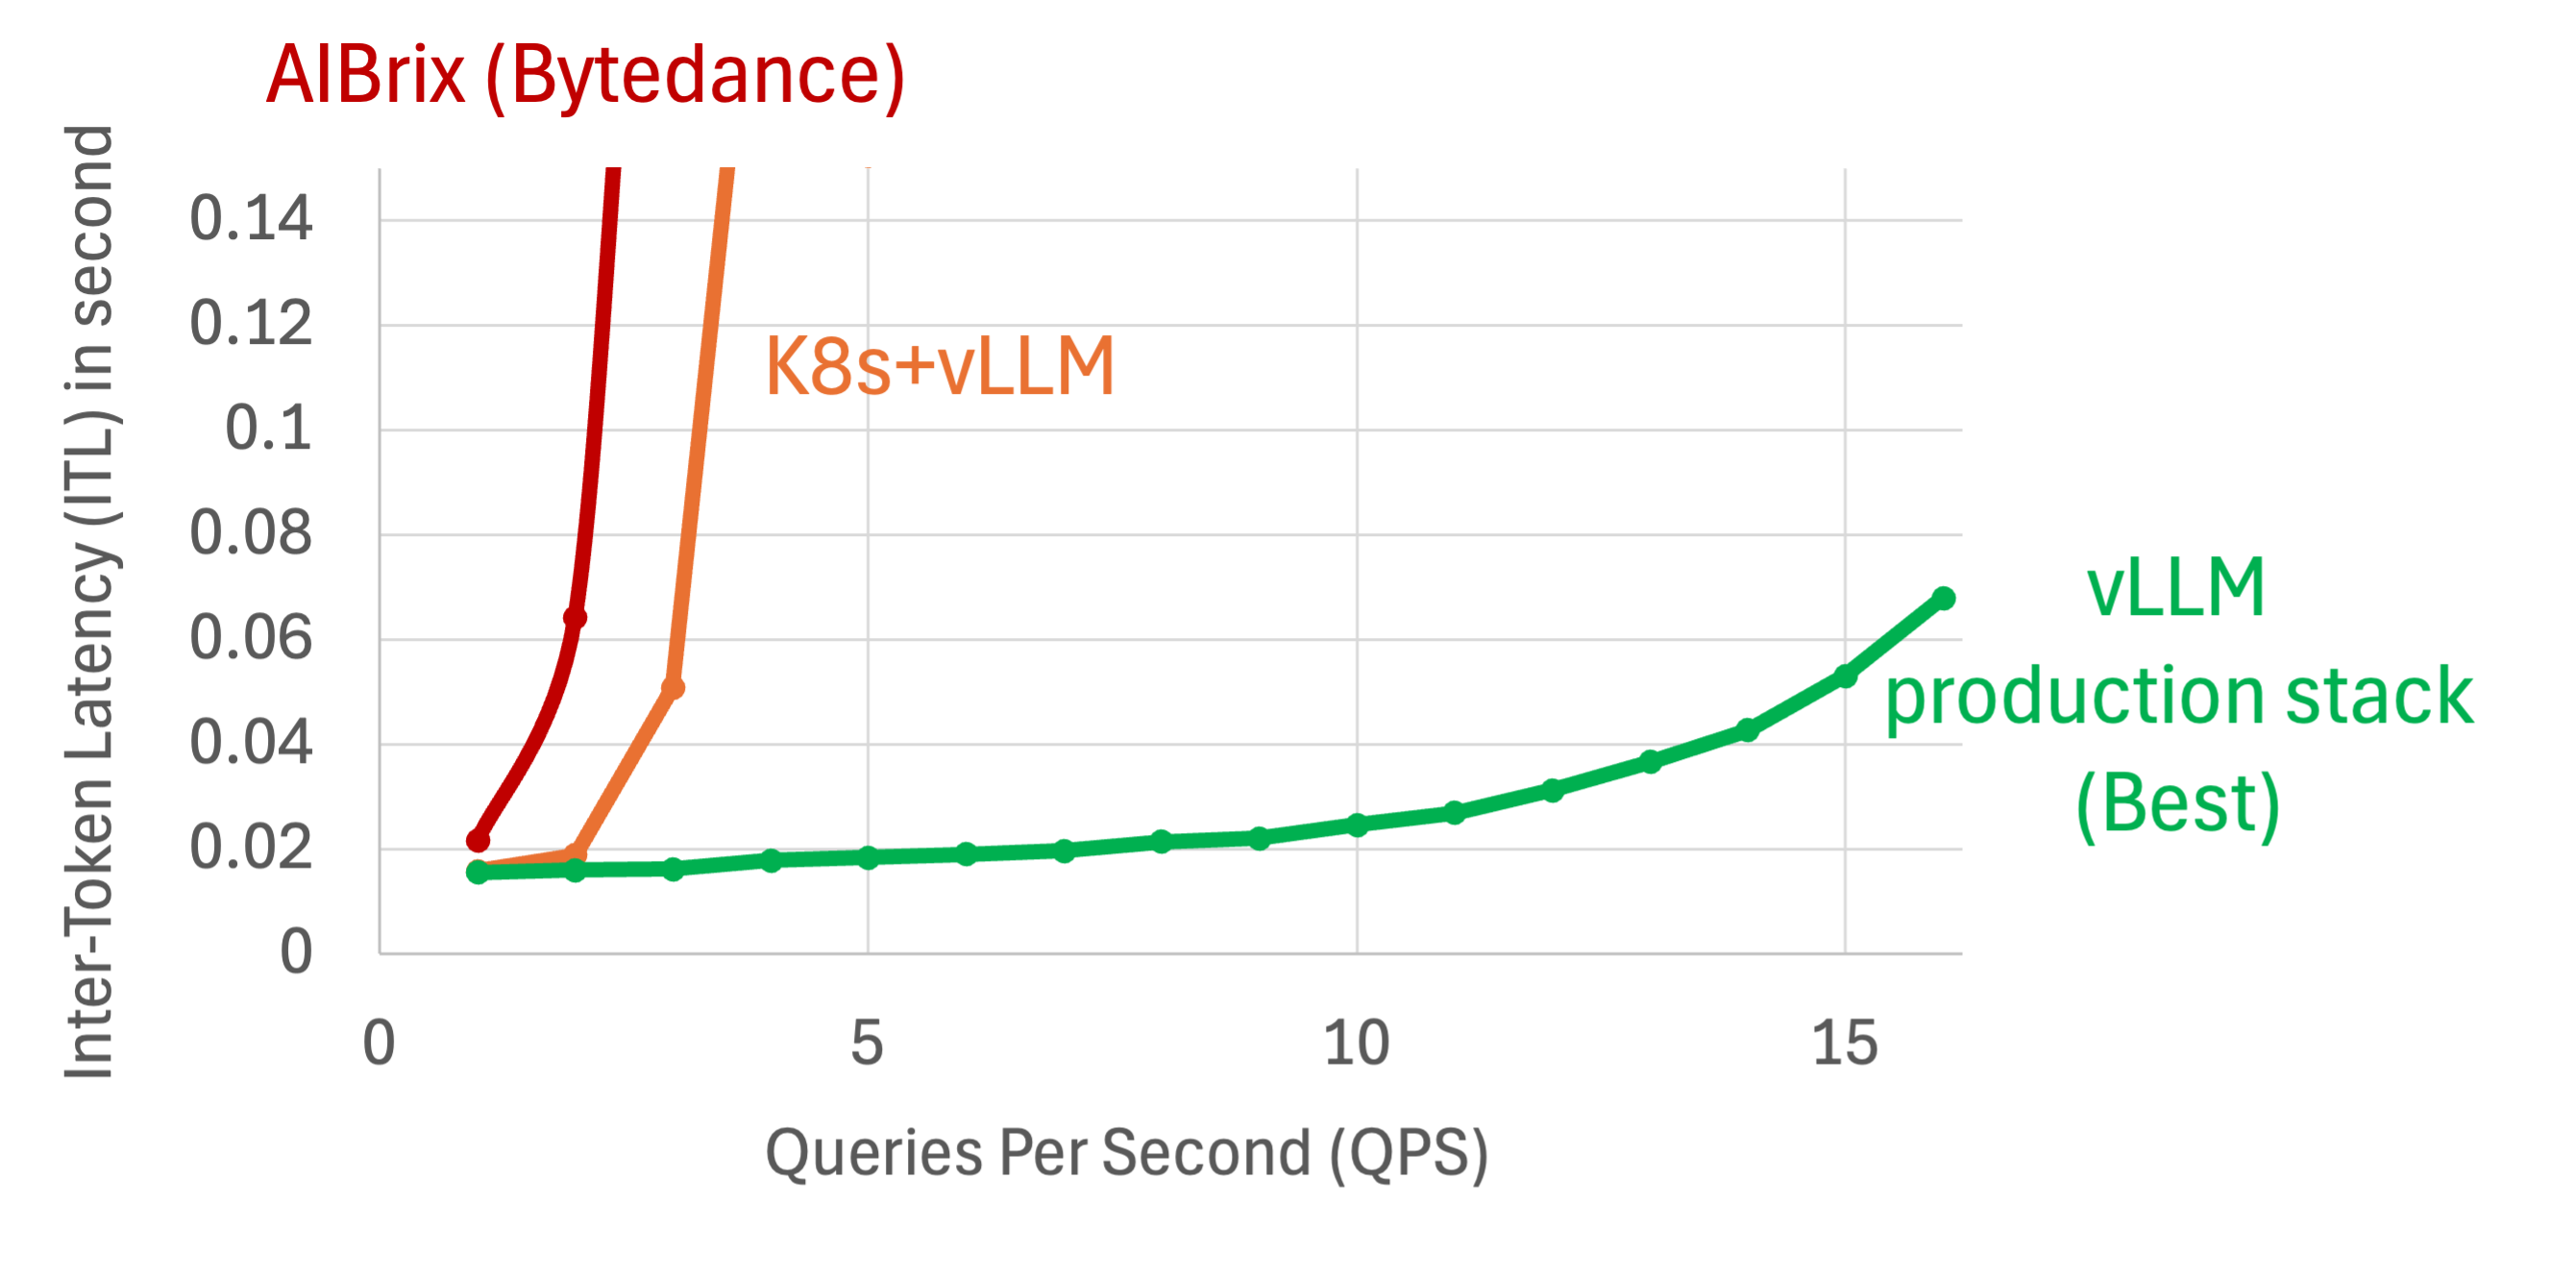 AIBrix (Bytedance)
Inter-Token Latency (ITL) in second
0.14
0.12
0.1
0.08
0.06
0.04
0.02
0
K8s+vLLM
vLLM
production stack
(Best)
0 5 10 15
Queries Per Second (QPS)